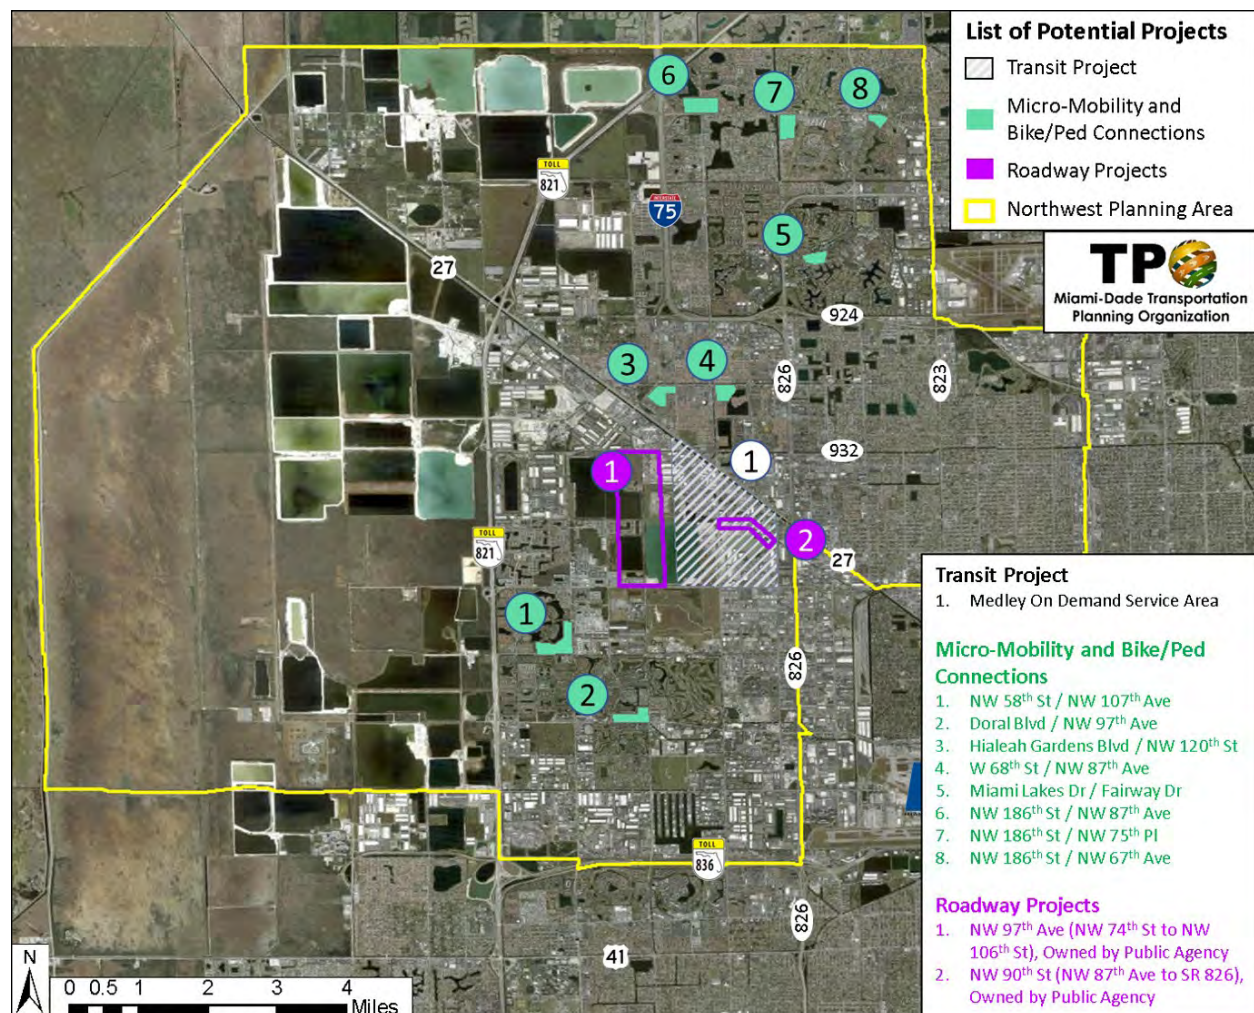 List of Potential Projects
Transit Project
Micro-Mobility and
Bike/Ped Connections
Roadway Projects
Northwest Planning Area
TPO
Miami-Dade Transportation
Planning Organization
6
7
8
TOLL
821
INTERSTATE
75
5
27
924
3
4
826
823
1
1
932
2
27
TOLL
821
1
826
2
TOLL
836
826
41
N
0 0.5 1 2 3 4
Miles
Transit Project
1. Medley On Demand Service Area
Micro-Mobility and Bike/Ped
Connections
1. NW 58th St / NW 107th Ave
2. Doral Blvd / NW 97th Ave
3. Hialeah Gardens Blvd / NW 120th St
4. W 68th St / NW 87th Ave
5. Miami Lakes Dr / Fairway Dr
6. NW 186th St / NW 87th Ave
7. NW 186th St / NW 75th Pl
8. NW 186th St / NW 67th Ave
Roadway Projects
1. NW 97th Ave (NW 74th St to NW
106th St), Owned by Public Agency
2. NW 90th St (NW 87th Ave to SR 826),
Owned by Public Agency